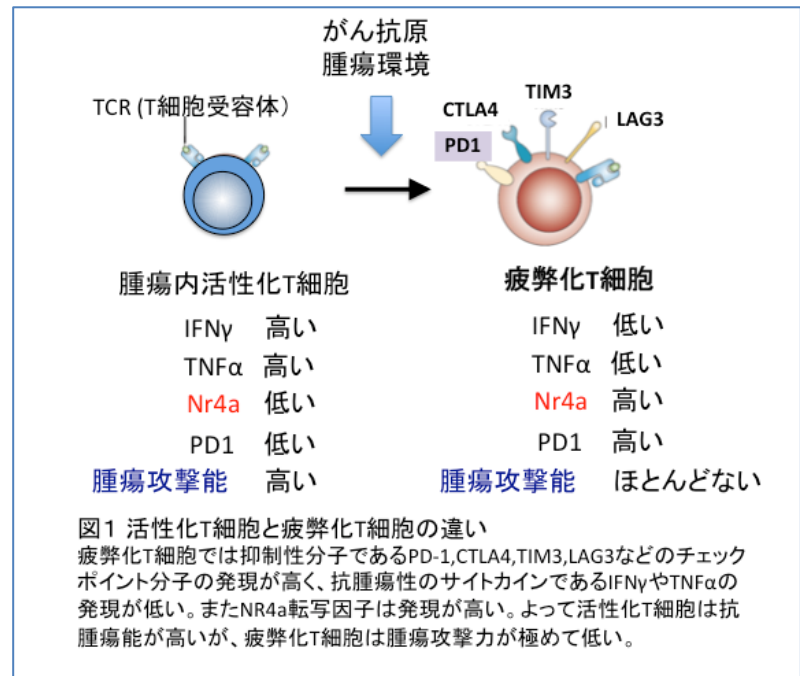 がん抗原
腫瘍環境
TCR (T細胞受容体）
CTLA4
TIM3
LAG3
PD1
腫瘍内活性化T細胞
IFNγ 高い
TNFα 高い
Nr4a 低い
PD1 低い
腫瘍攻撃能 高い
疲弊化T細胞
IFNγ 低い
TNFα 低い
Nr4a 高い
PD1 高い
腫瘍攻撃能 ほとんどない
図1 活性化T細胞と疲弊化T細胞の違い
疲弊化T細胞では抑制性分子であるPD-1,CTLA4,TIM3,LAG3などのチェック
ポイント分子の発現が高く、抗腫瘍性のサイトカインであるIFNγやTNFαの
発現が低い。またNR4a転写因子は発現が高い。よって活性化T細胞は抗
腫瘍能が高いが、疲弊化T細胞は腫瘍攻撃力が極めて低い。